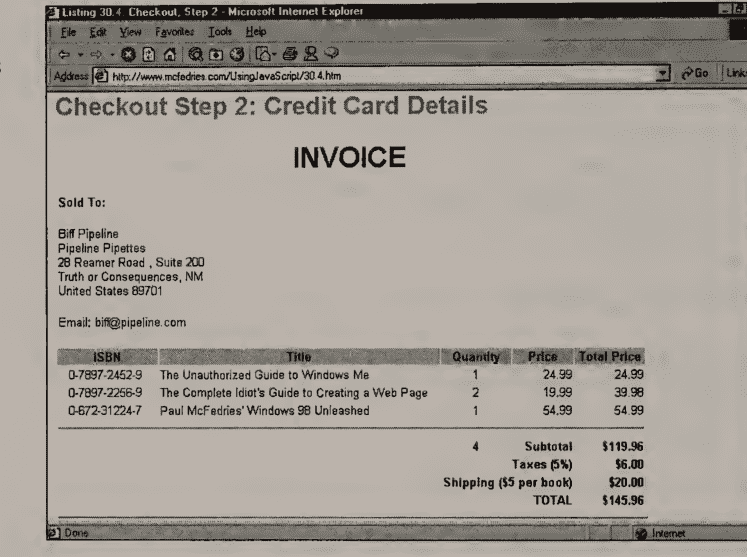 Listing 30.4. Checkout, Step 2 - Microsoft Internet Explorer
File Edit View Favorites Tools Help
Address http://www.mcfedries.com/UsingJavaScript/30.4.htm Go Links
Checkout Step 2: Credit Card Details
INVOICE
Sold To:
Biff Pipeline
Pipeline Pipettes
28 Reamer Road , Suite 200
Truth or Consequences, NM
United States 89701
Email: biff@pipeline.com
ISBN Title Quantity Price Total Price
0-7897-2452-9 The Unauthorized Guide to Windows Me 1 24.99 24.99
0-7897-2256-9 The Complete Idiot's Guide to Creating a Web Page 2 19.99 39.98
0-672-31224-7 Paul McFedries' Windows 98 Unleashed 1 54.99 54.99
4 Subtotal $119.96
Taxes (5%) $6.00
Shipping ($5 per book) $20.00
TOTAL $145.96
Done Internet